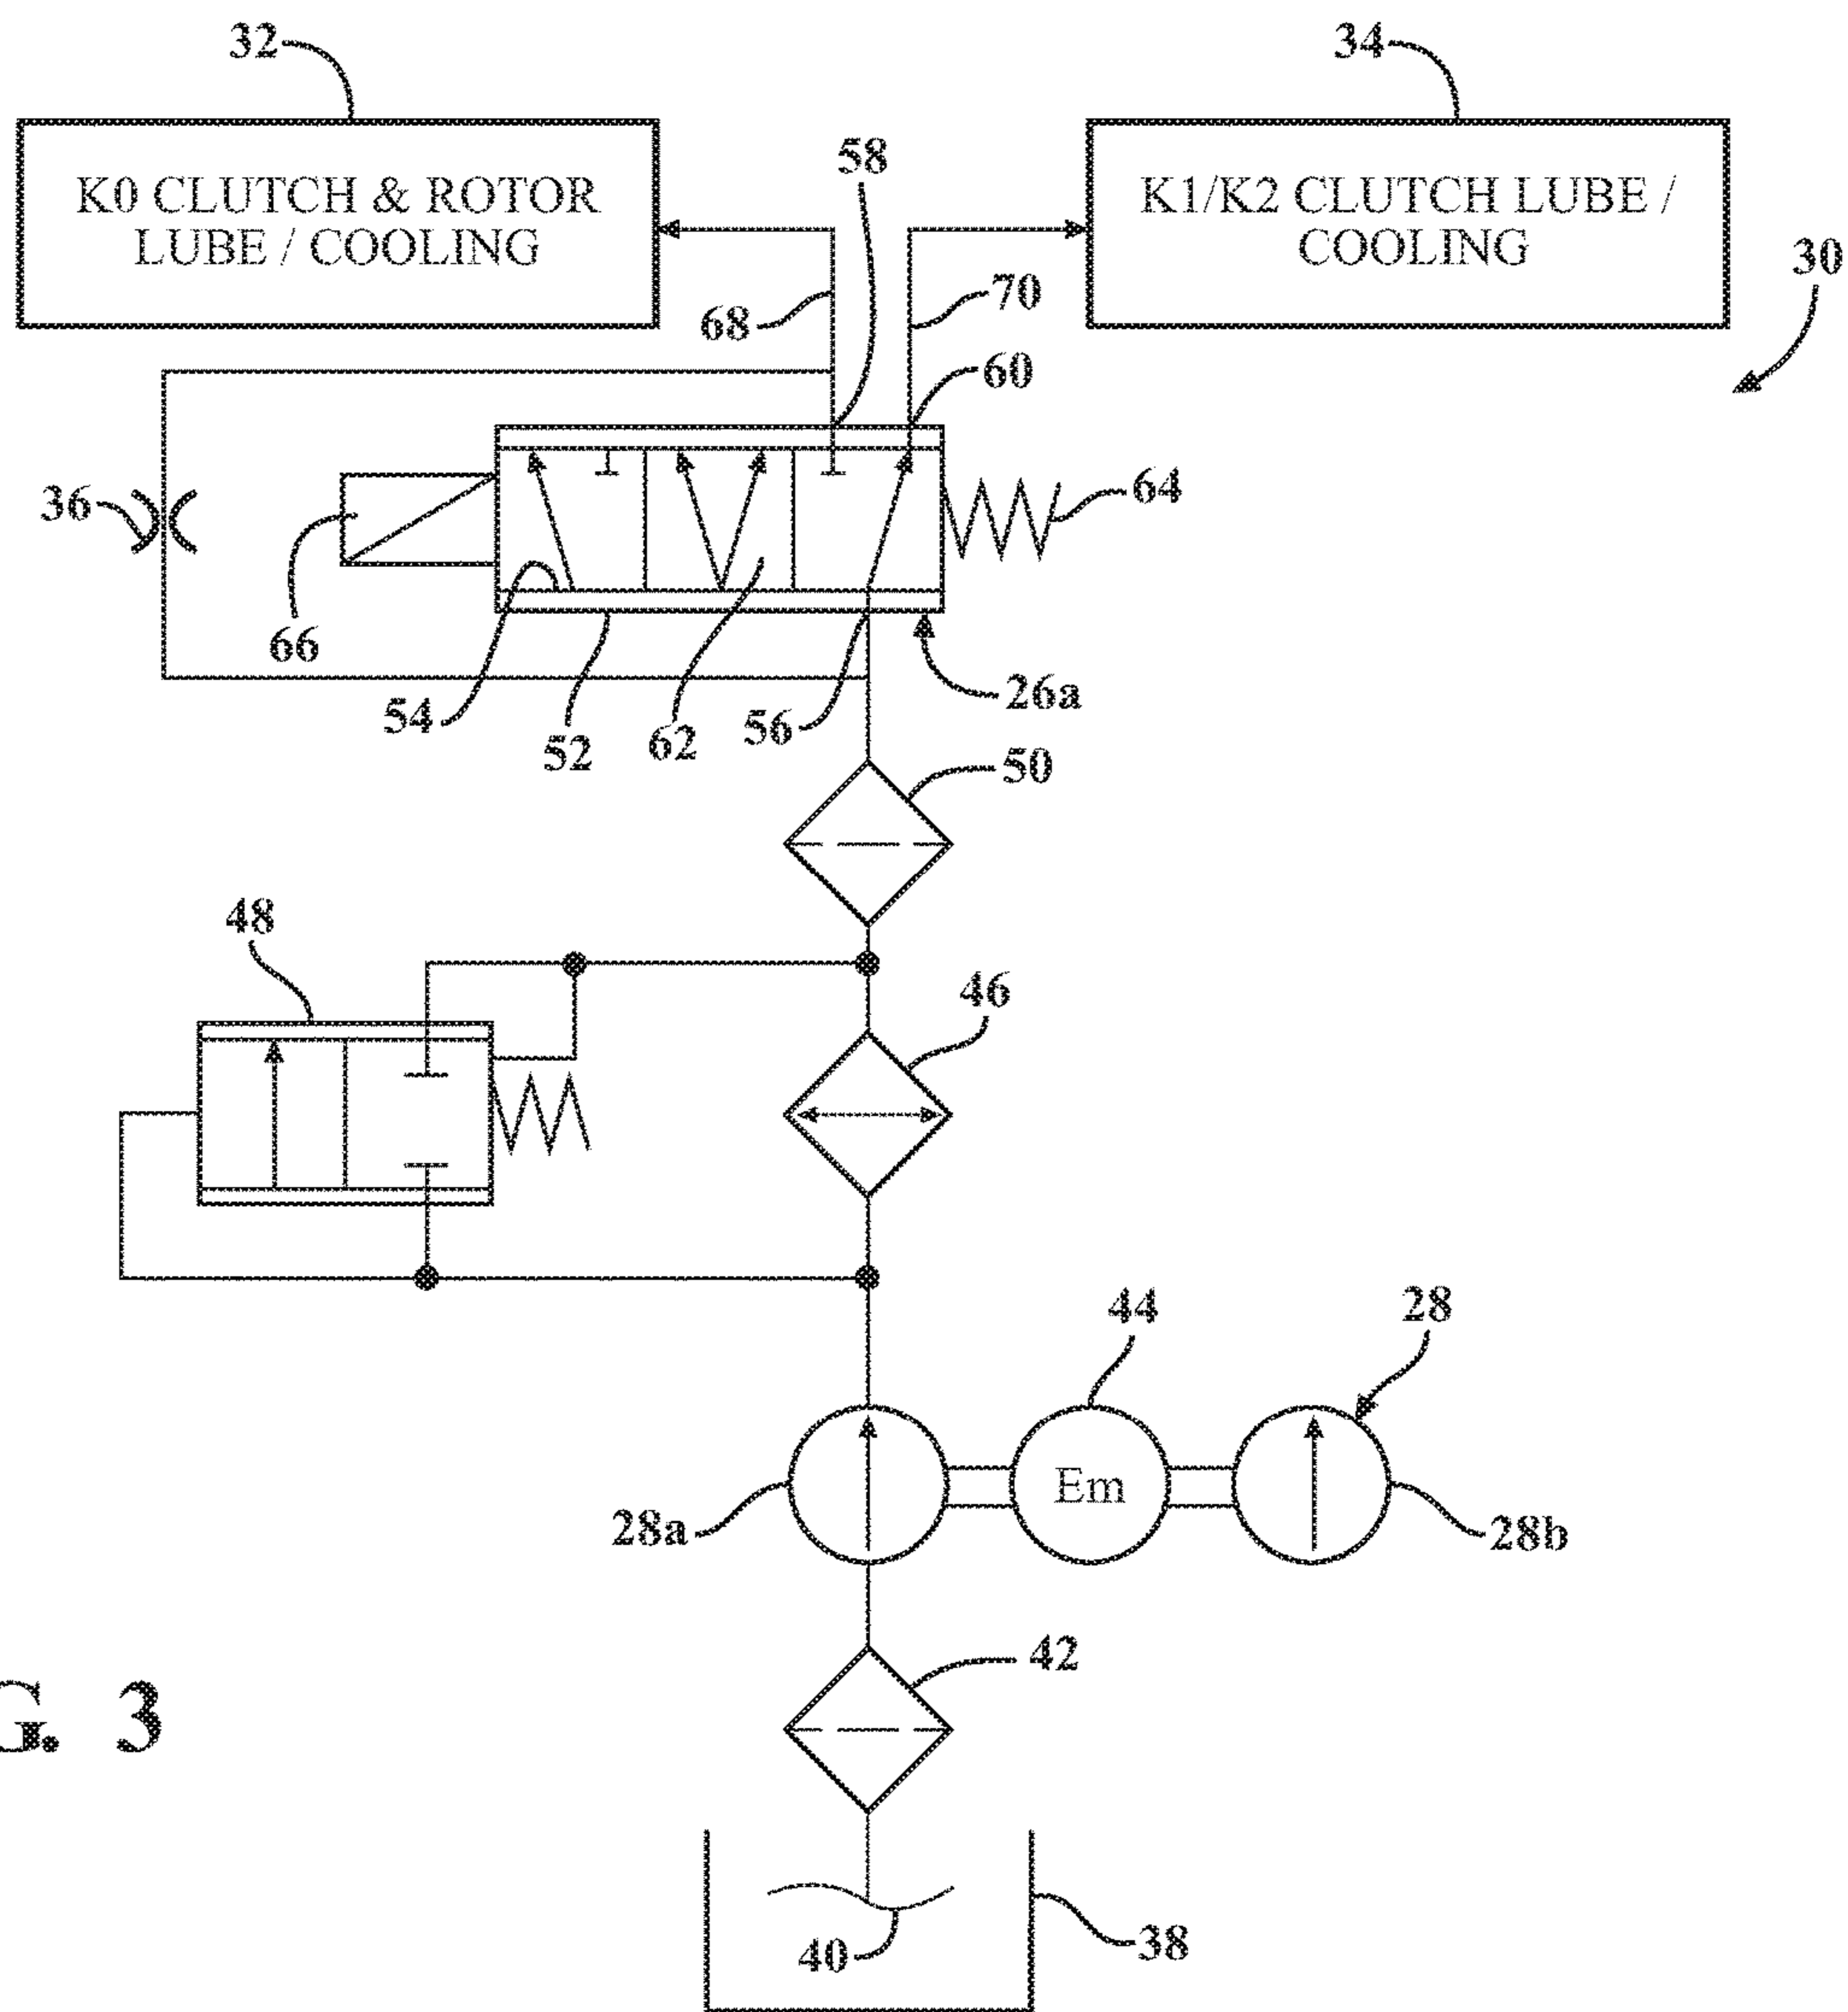 32
34
K0 CLUTCH & ROTOR
LUBE / COOLING
58
K1/K2 CLUTCH LUBE /
COOLING
30
68
70
60
36
64
66
54
52
62
56
26a
50
48
46
44
28
Em
28a
28b
42
G. 3
40
38